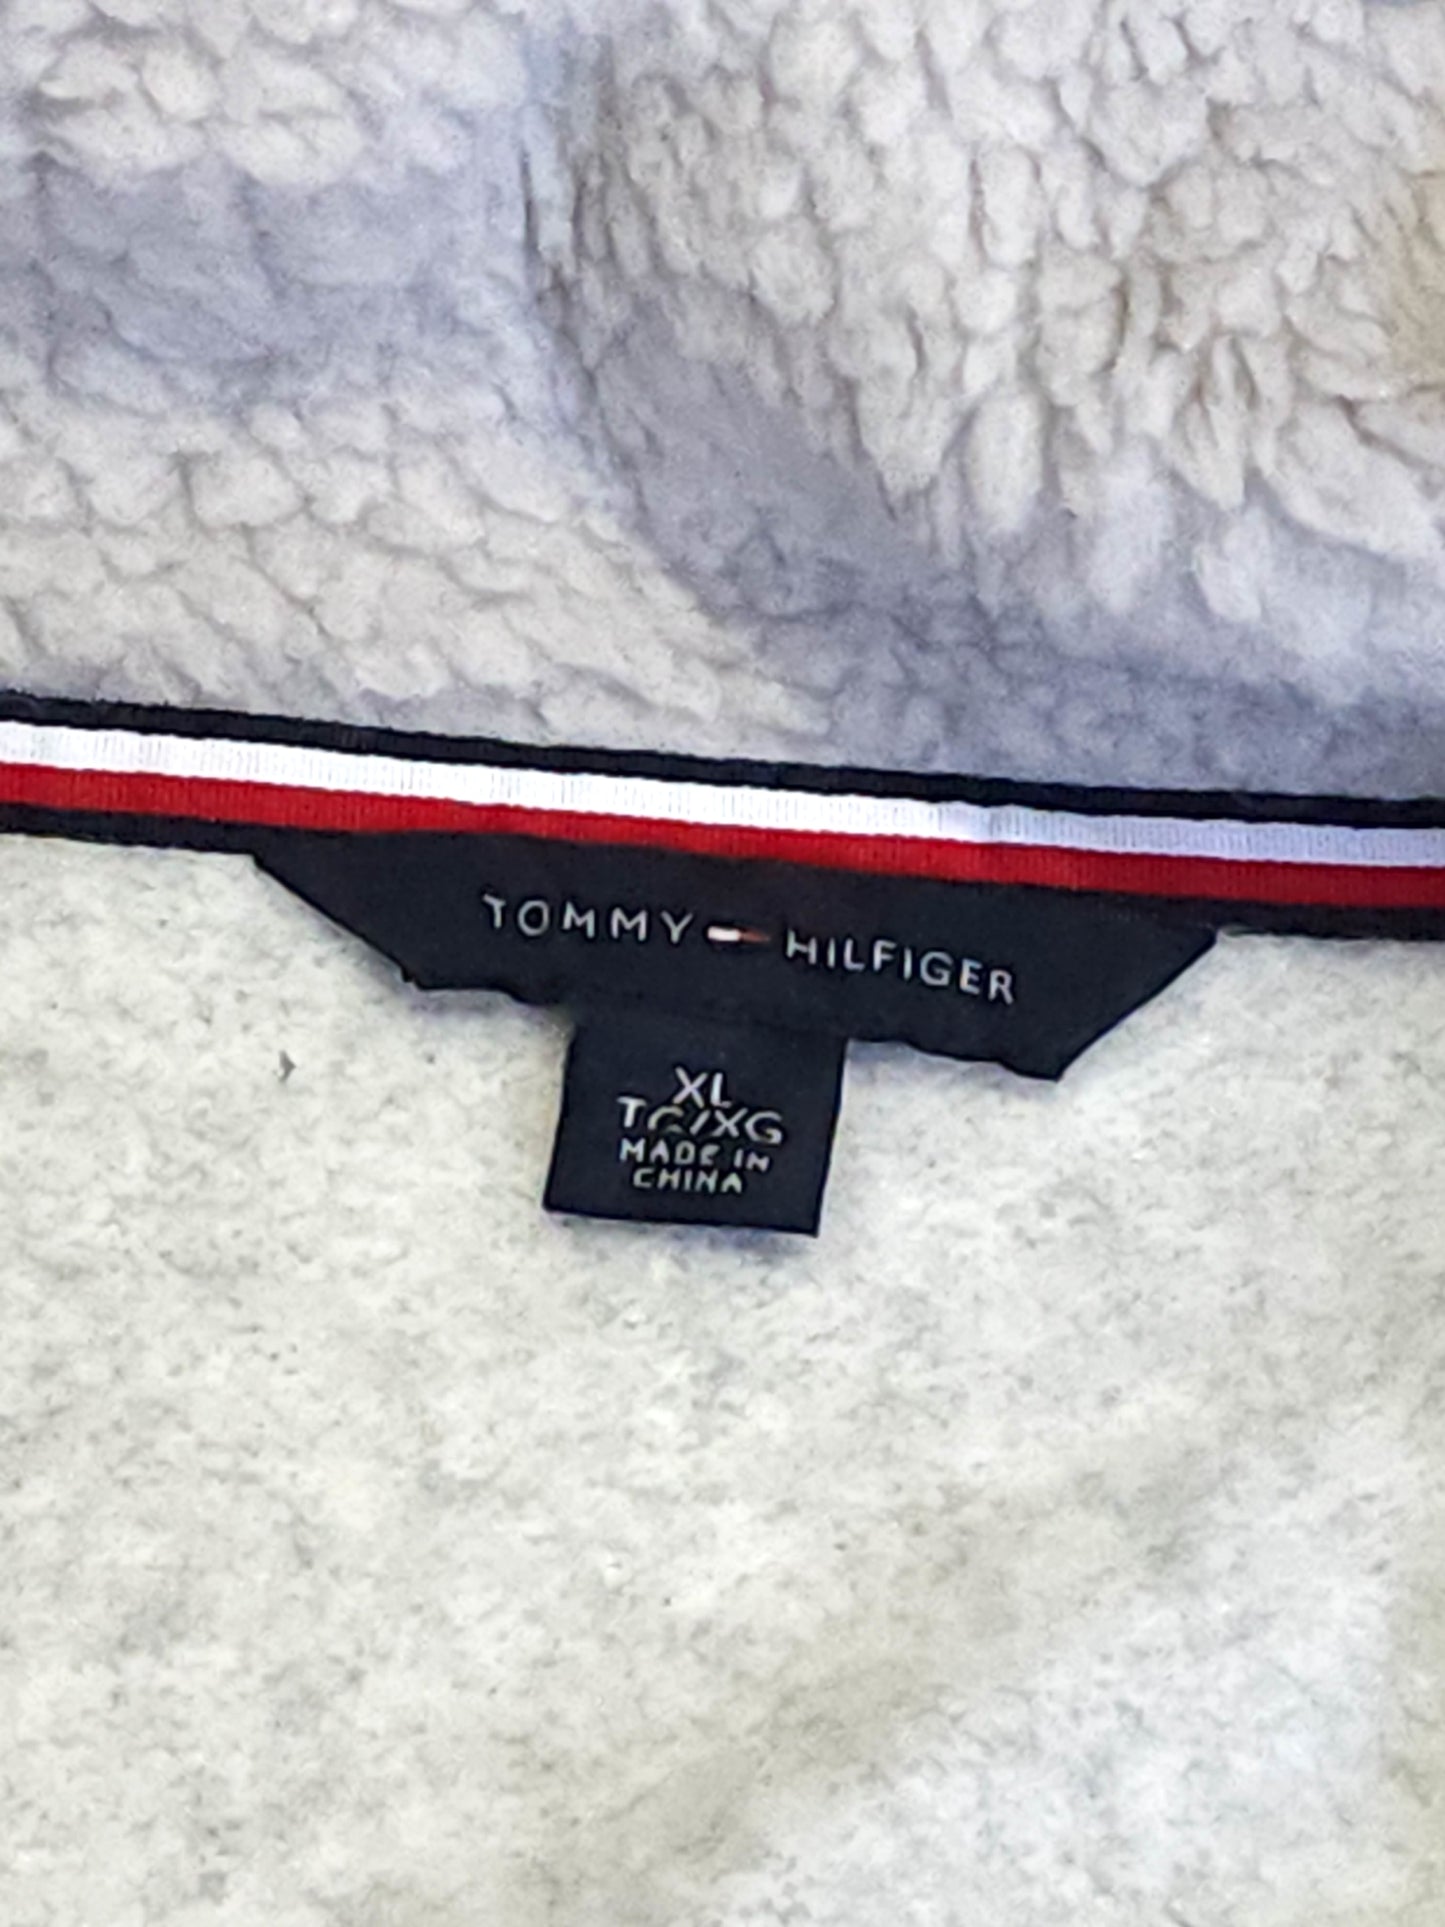 TOMMY HILFIGER
XL
TG/XG
MADE IN
CHINA